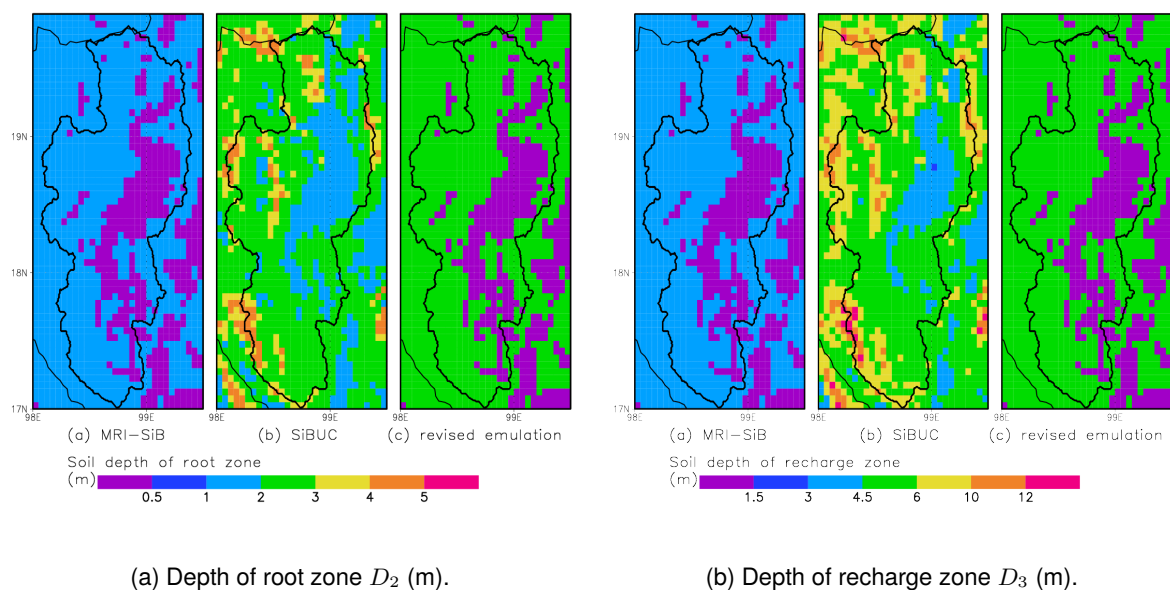 19N
18N
17N
98E 99E 98E 99E 98E 99E
(a) MRI-SiB (b) SiBUC (c) revised emulation
Soil depth of root zone
(m)
0.5 1 2 3 4 5
19N
18N
17N
98E 99E 98E 99E 98E 99E
(a) MRI-SiB (b) SiBUC (c) revised emulation
Soil depth of recharge zone
(m)
1.5 3 4.5 6 10 12
(a) Depth of root zone D₂ (m).
(b) Depth of recharge zone D₃ (m).